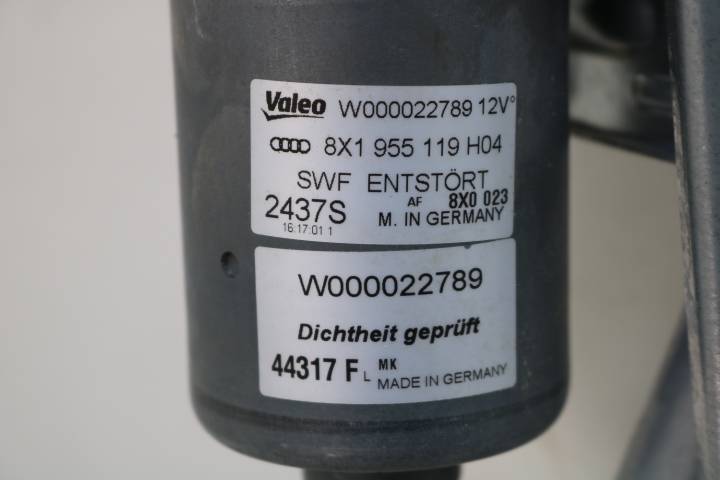 Valeo W000022789 12V°
8X1 955 119 H04
SWF ENTSTÖRT
2437S AF 8X0 023
16:17:01 1 M. IN GERMANY
W000022789
Dichtheit geprüft
44317 F L MK
MADE IN GERMANY